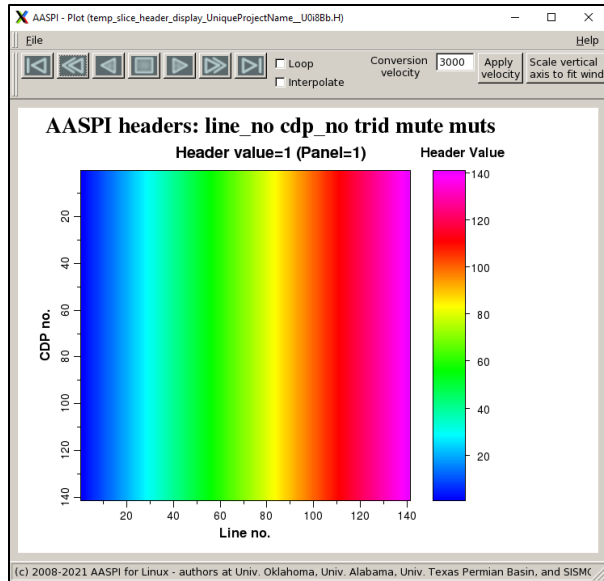 AASPI - Plot (temp_slice_header_display_UniqueProjectName__U0i8Bb.H)
File
Help
Loop
Interpolate
Conversion
velocity
3000
Apply
velocity
Scale vertical
axis to fit wind
AASPI headers: line_no cdp_no trid mute muts
Header value=1 (Panel=1)
Header Value
CDP no.
20
40
60
80
100
120
140
20
40
60
80
100
120
140
Line no.
140
120
100
80
60
40
20
(c) 2008-2021 AASPI for Linux - authors at Univ. Oklahoma, Univ. Alabama, Univ. Texas Permian Basin, and SISMO